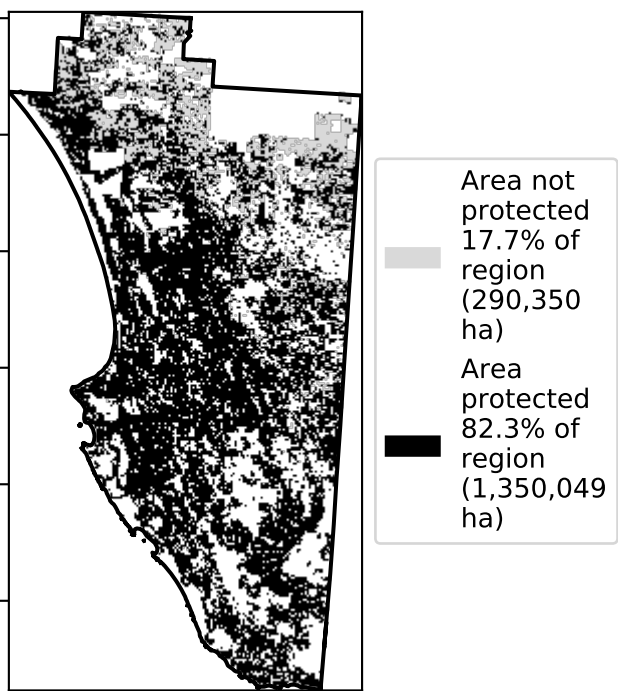 Area not
protected
17.7% of
region
(290,350
ha)
Area
protected
82.3% of
region
(1,350,049
ha)